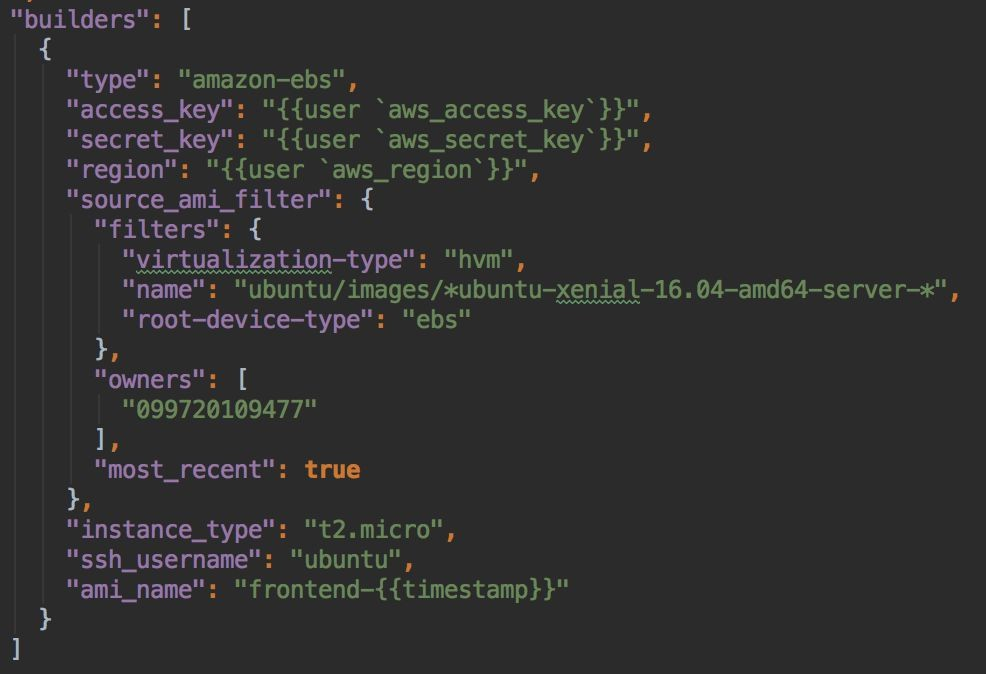 "builders": [
{
"type": "amazon-ebs",
"access_key": "{{user `aws_access_key`}}",
"secret_key": "{{user `aws_secret_key`}}",
"region": "{{user `aws_region`}}",
"source_ami_filter": {
"filters": {
"virtualization-type": "hvm",
"name": "ubuntu/images/*ubuntu-xenial-16.04-amd64-server-*",
"root-device-type": "ebs"
},
"owners": [
"099720109477"
],
"most_recent": true
},
"instance_type": "t2.micro",
"ssh_username": "ubuntu",
"ami_name": "frontend-{{timestamp}}"
}
]